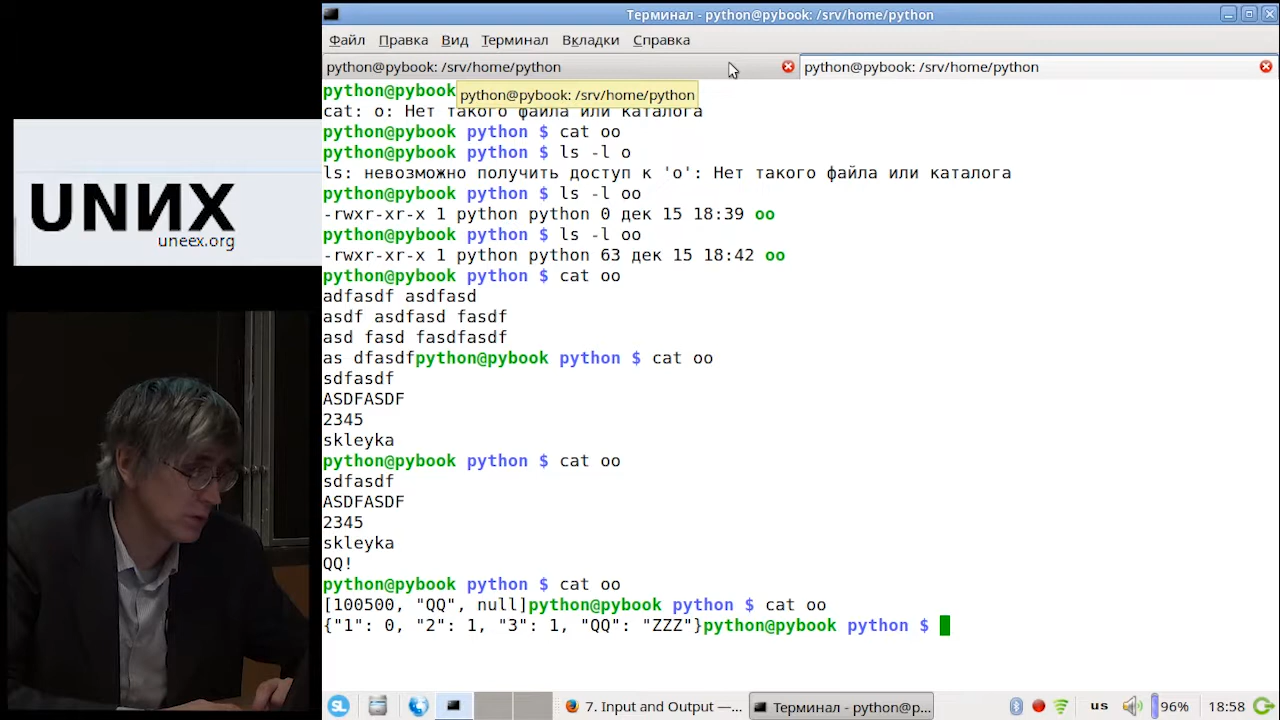 Терминал - python@pybook: /srv/home/python
Файл Правка Вид Терминал Вкладки Справка
python@pybook: /srv/home/python
python@pybook: /srv/home/python
python@pybook
python@pybook: /srv/home/python
cat: o: Нет такого файла или каталога
python@pybook python $ cat oo
python@pybook python $ ls -l o
ls: невозможно получить доступ к 'o': Нет такого файла или каталога
python@pybook python $ ls -l oo
-rwxr-xr-x 1 python python 0 дек 15 18:39 oo
python@pybook python $ ls -l oo
-rwxr-xr-x 1 python python 63 дек 15 18:42 oo
python@pybook python $ cat oo
adfasdf asdfasd
asdf asdfasd fasdf
asd fasd fasdfasdf
as dfasdfpython@pybook python $ cat oo
sdfasdf
ASDFASDF
2345
skleyka
python@pybook python $ cat oo
sdfasdf
ASDFASDF
2345
skleyka
QQ!
python@pybook python $ cat oo
[100500, "QQ", null]python@pybook python $ cat oo
{"1": 0, "2": 1, "3": 1, "QQ": "ZZZ"}python@pybook python $
7. Input and Output —...
Терминал - python@p...
us
96%
18:58
UNИX
uneex.org